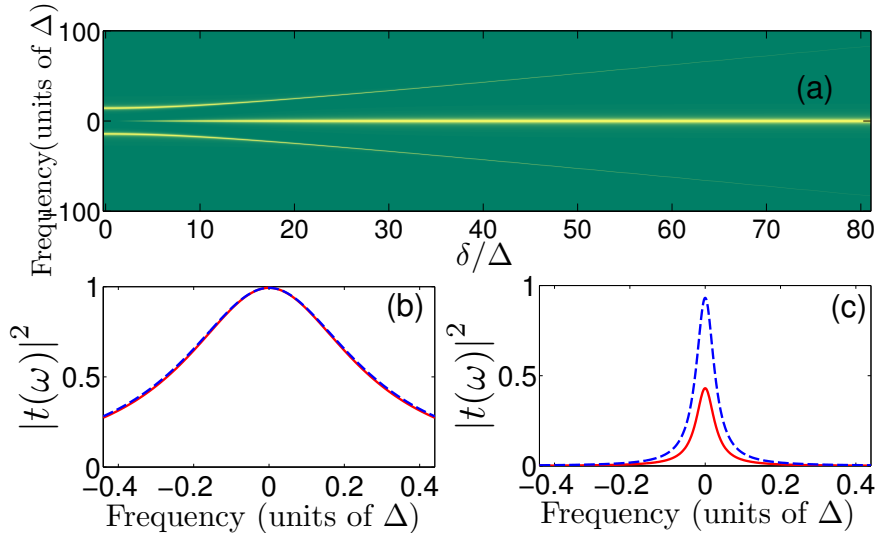 100
0
100
Frequency(units of Δ)
(a)
0 10 20 30 40 50 60 70 80
δ/Δ
1
0.5
0
|t(ω)|²
(b)
−0.4 −0.2 0 0.2 0.4
Frequency (units of Δ)
1
0.5
0
|t(ω)|²
(c)
−0.4 −0.2 0 0.2 0.4
Frequency (units of Δ)